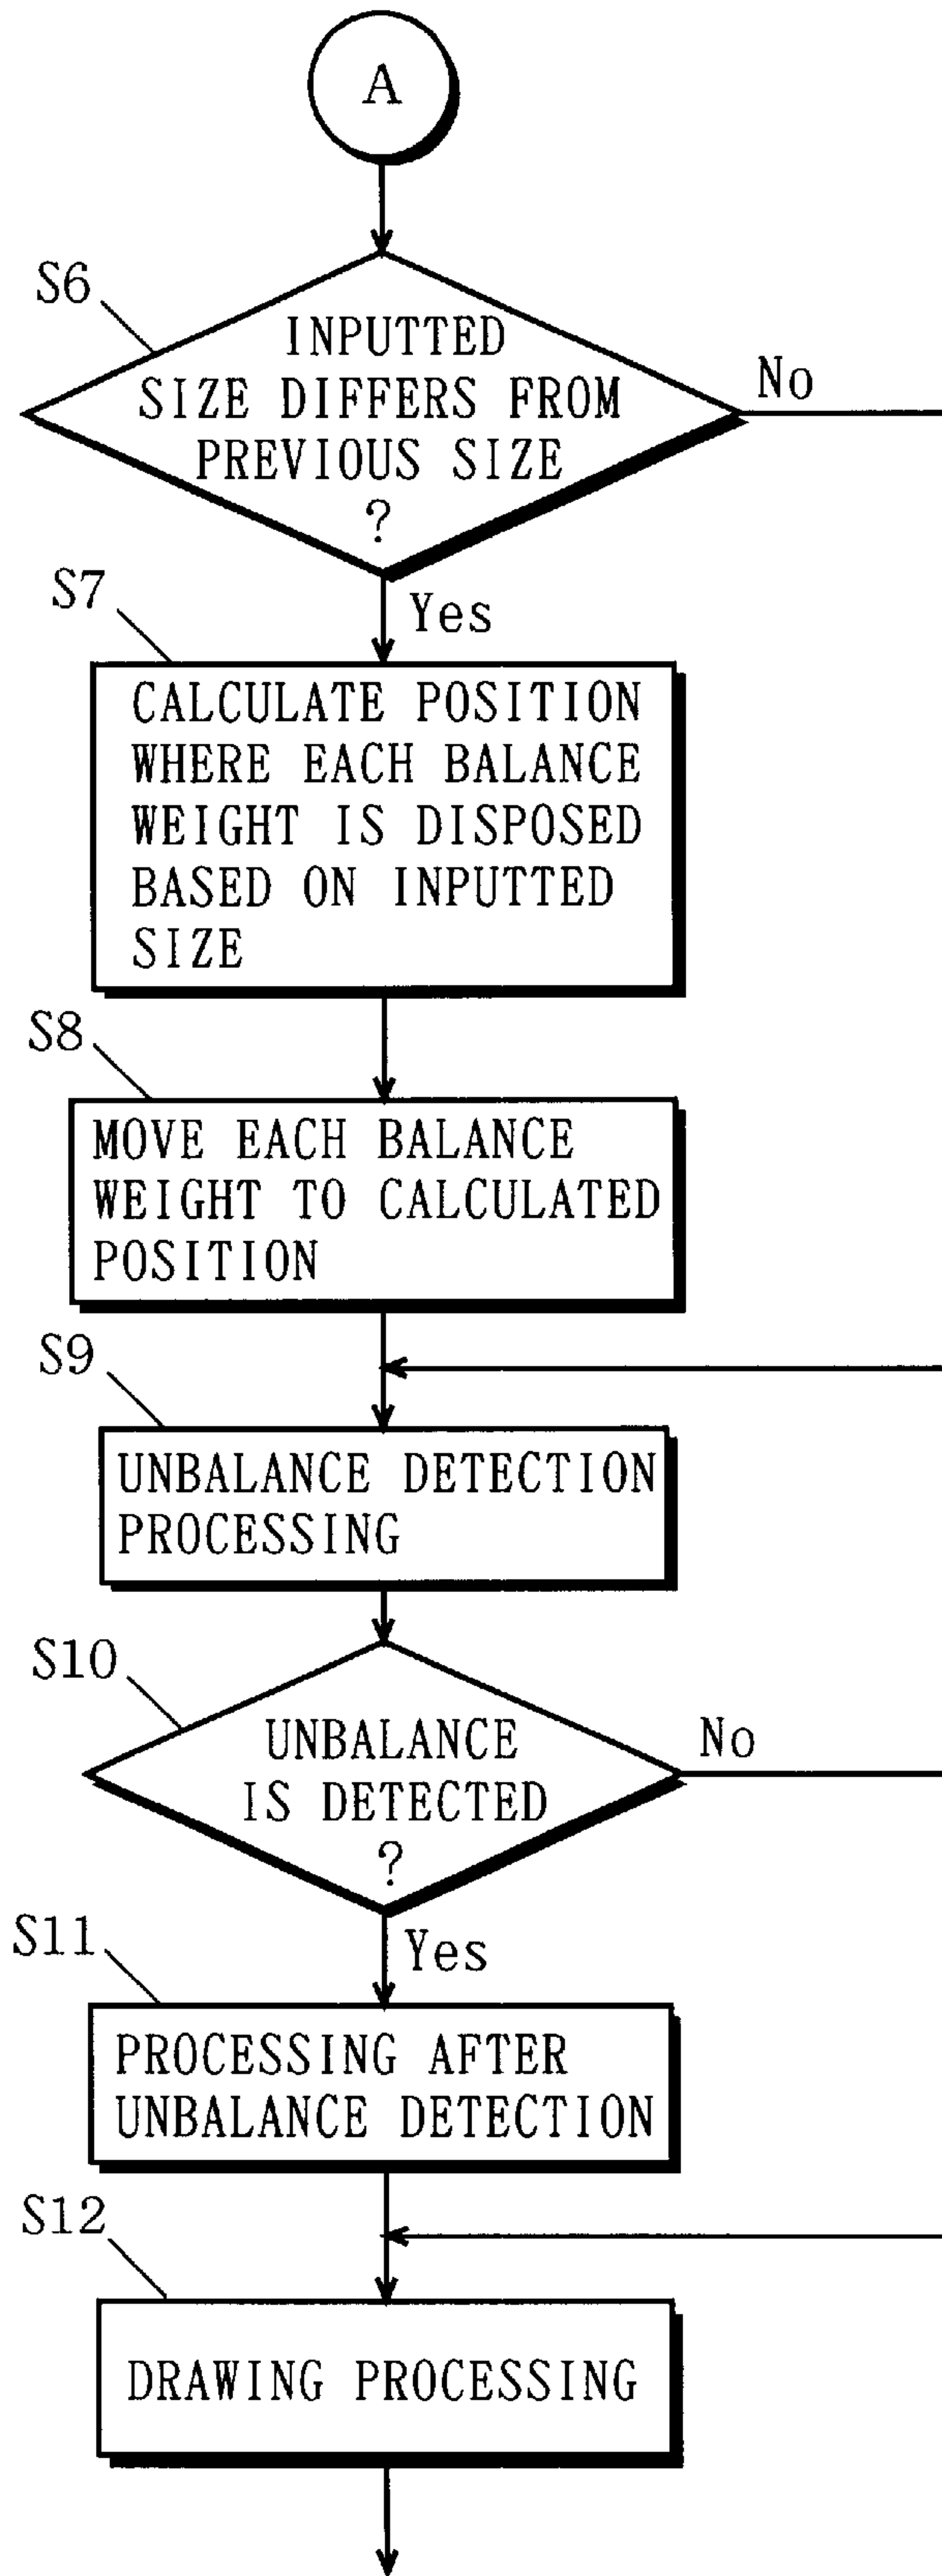 A
S6
INPUTTED
SIZE DIFFERS FROM
PREVIOUS SIZE
?
No
Yes
S7
CALCULATE POSITION
WHERE EACH BALANCE
WEIGHT IS DISPOSED
BASED ON INPUTTED
SIZE
S8
MOVE EACH BALANCE
WEIGHT TO CALCULATED
POSITION
S9
UNBALANCE DETECTION
PROCESSING
S10
UNBALANCE
IS DETECTED
?
No
Yes
S11
PROCESSING AFTER
UNBALANCE DETECTION
S12
DRAWING PROCESSING